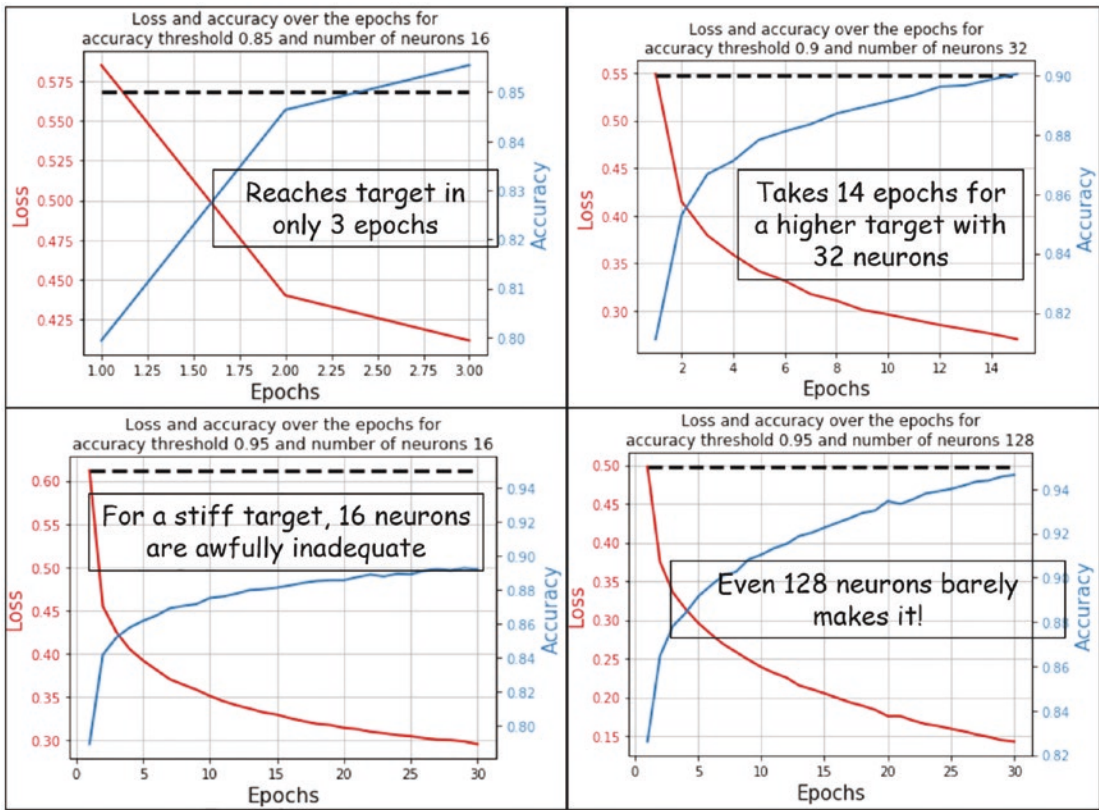 Loss and accuracy over the epochs for
accuracy threshold 0.85 and number of neurons 16
0.575
0.550
0.525
0.500
0.475
0.450
0.425
Loss
0.85
0.84
0.83
0.82
0.81
0.80
Accuracy
Reaches target in
only 3 epochs
1.00 1.25 1.50 1.75 2.00 2.25 2.50 2.75 3.00
Epochs
Loss and accuracy over the epochs for
accuracy threshold 0.9 and number of neurons 32
0.55
0.50
0.45
0.40
0.35
0.30
Loss
0.90
0.88
0.86
0.84
0.82
Accuracy
Takes 14 epochs for
a higher target with
32 neurons
2 4 6 8 10 12 14
Epochs
Loss and accuracy over the epochs for
accuracy threshold 0.95 and number of neurons 16
0.60
0.55
0.50
0.45
0.40
0.35
0.30
Loss
0.94
0.92
0.90
0.88
0.86
0.84
0.82
0.80
Accuracy
For a stiff target, 16 neurons
are awfully inadequate
0 5 10 15 20 25 30
Epochs
Loss and accuracy over the epochs for
accuracy threshold 0.95 and number of neurons 128
0.50
0.45
0.40
0.35
0.30
0.25
0.20
0.15
Loss
0.94
0.92
0.90
0.88
0.86
0.84
0.82
Accuracy
Even 128 neurons barely
makes it!
0 5 10 15 20 25 30
Epochs